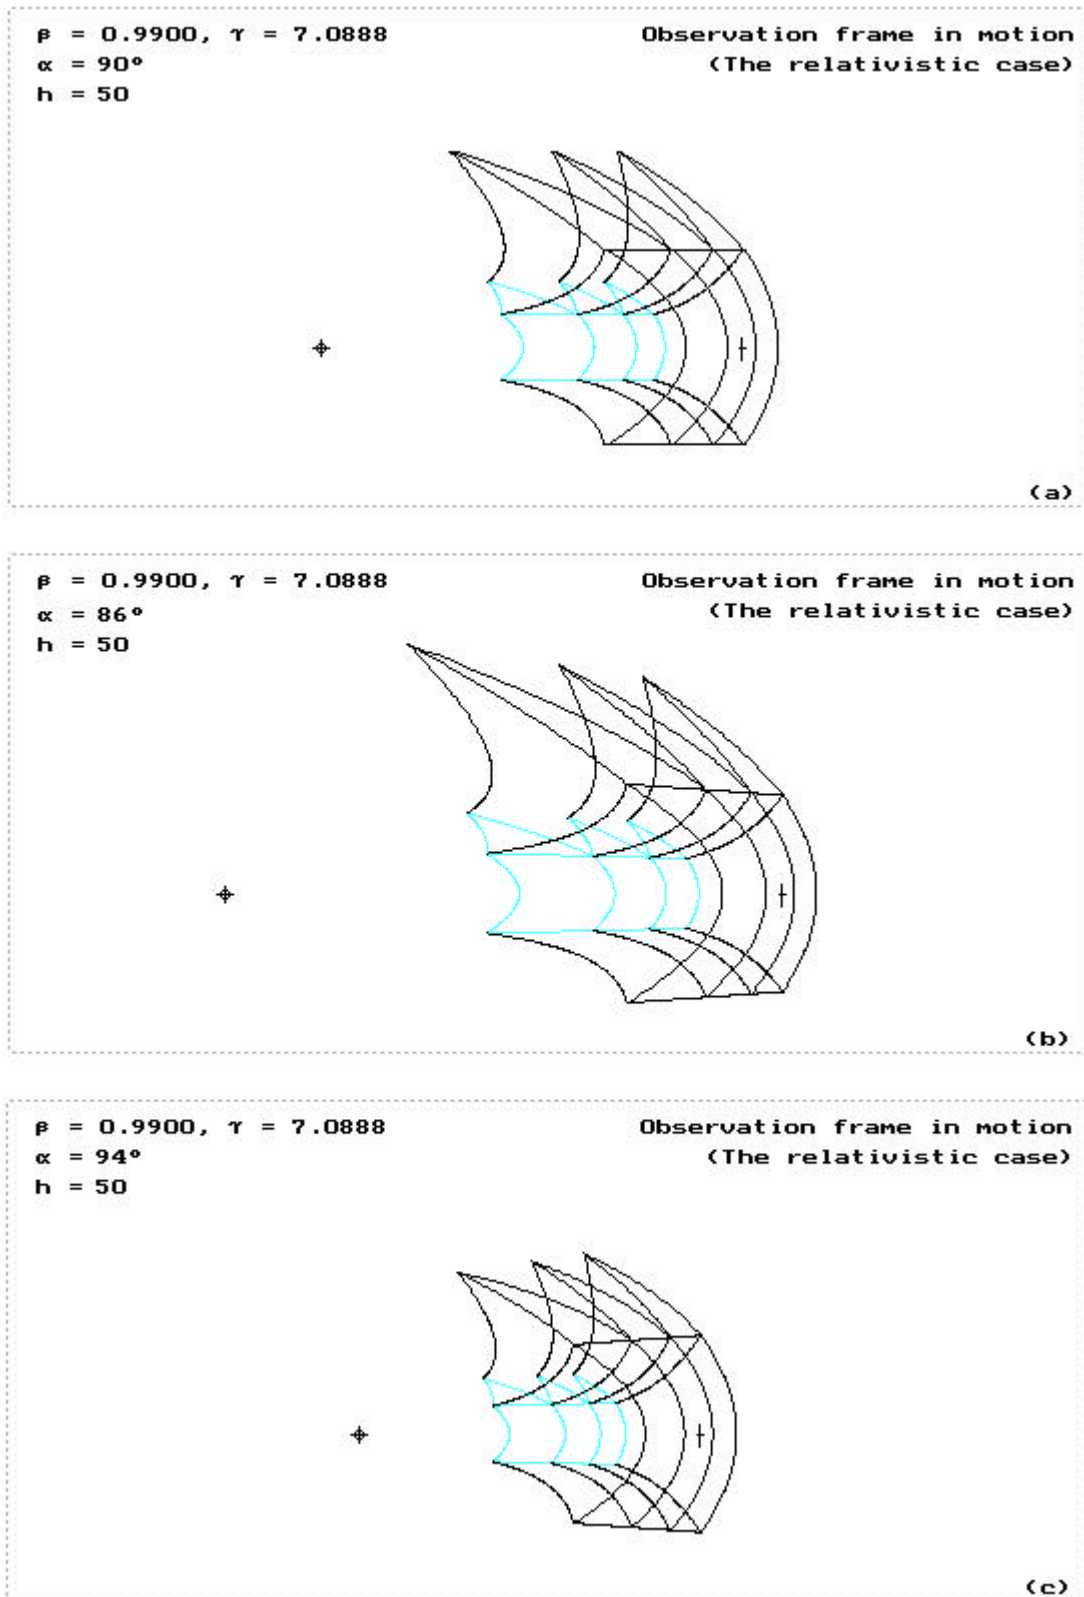 β = 0.9900, γ = 7.0888
Observation frame in motion
α = 90°
(The relativistic case)
h = 50
(a)
β = 0.9900, γ = 7.0888
Observation frame in motion
α = 86°
(The relativistic case)
h = 50
(b)
β = 0.9900, γ = 7.0888
Observation frame in motion
α = 94°
(The relativistic case)
h = 50
(c)